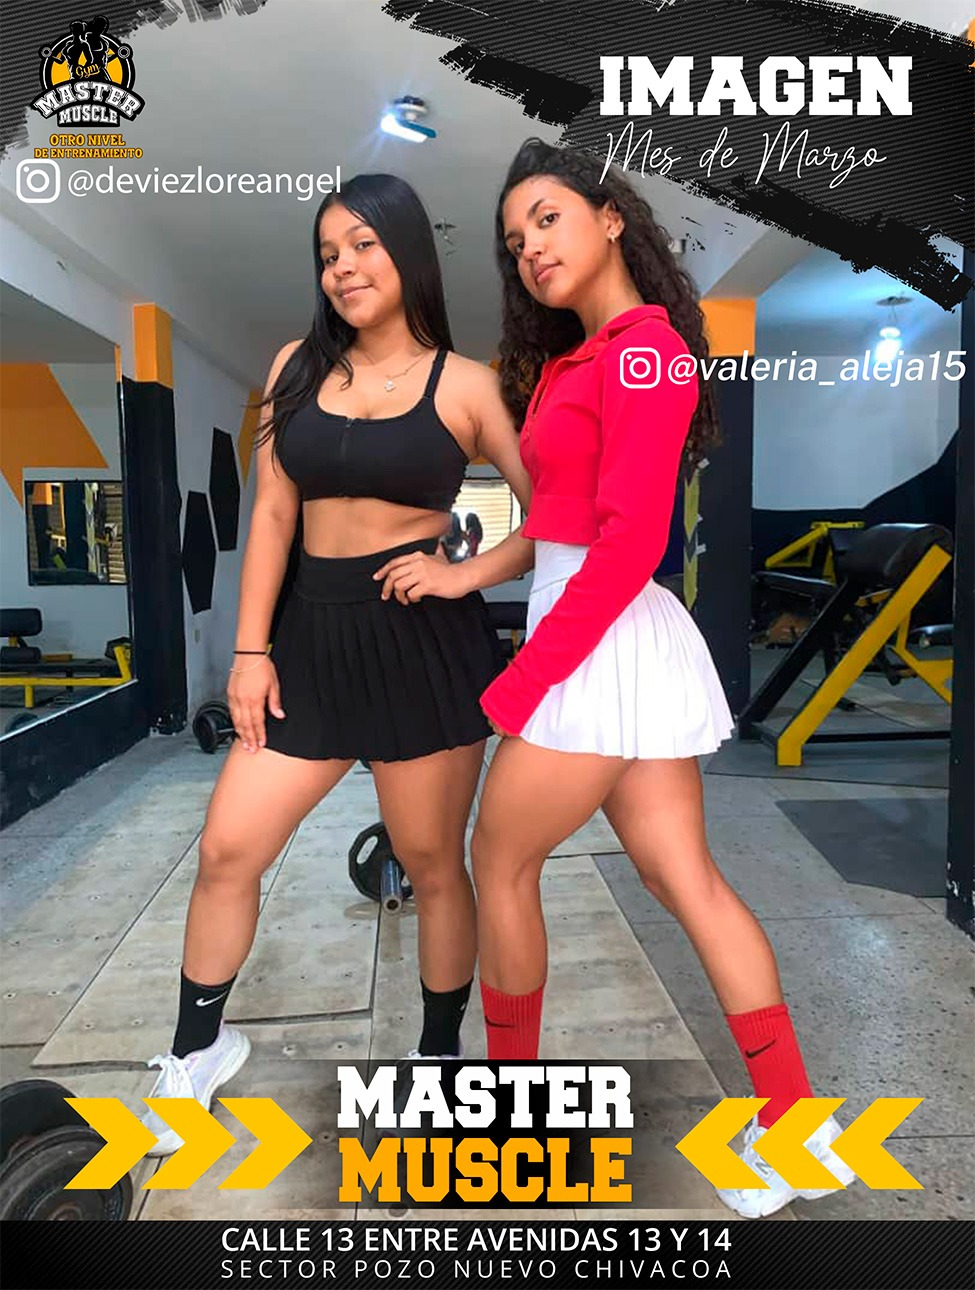 Gym
MASTER
MUSCLE
OTRO NIVEL
DE ENTRENAMIENTO
@deviezloreangel
IMAGEN
Mes de Marzo
@valeria_aleja15
MASTER
MUSCLE
CALLE 13 ENTRE AVENIDAS 13 Y 14
SECTOR POZO NUEVO CHIVACOA